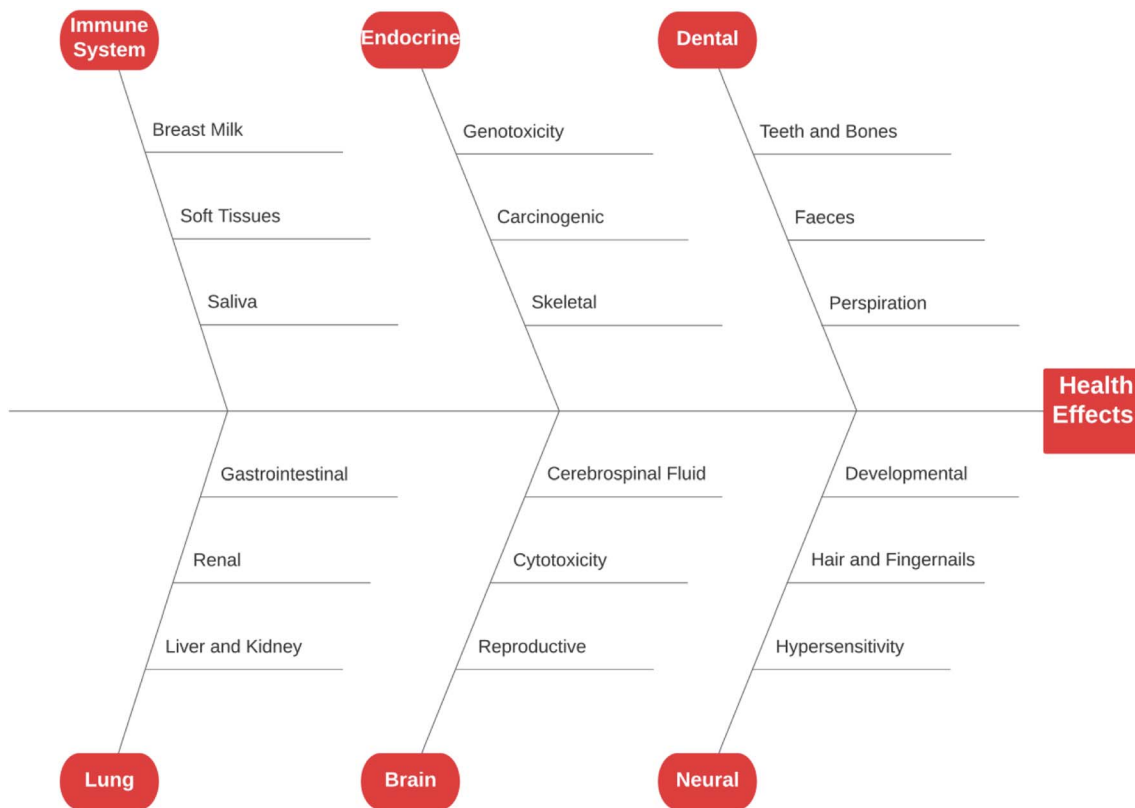 Immune
System
Endocrine
Dental
Breast Milk
Genotoxicity
Teeth and Bones
Soft Tissues
Carcinogenic
Faeces
Saliva
Skeletal
Perspiration
Health
Effects
Gastrointestinal
Cerebrospinal Fluid
Developmental
Renal
Cytotoxicity
Hair and Fingernails
Liver and Kidney
Reproductive
Hypersensitivity
Lung
Brain
Neural